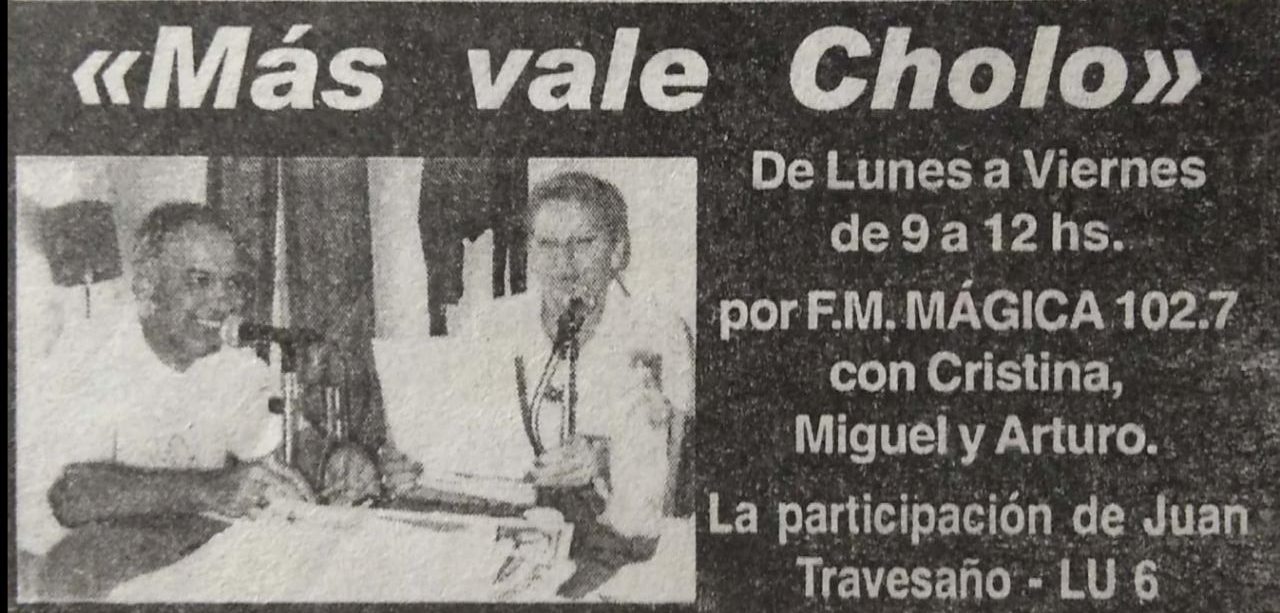 «Más vale Cholo»
De Lunes a Viernes
de 9 a 12 hs.
por F.M. MÁGICA 102.7
con Cristina,
Miguel y Arturo.
La participación de Juan
Travesaño - LU 6